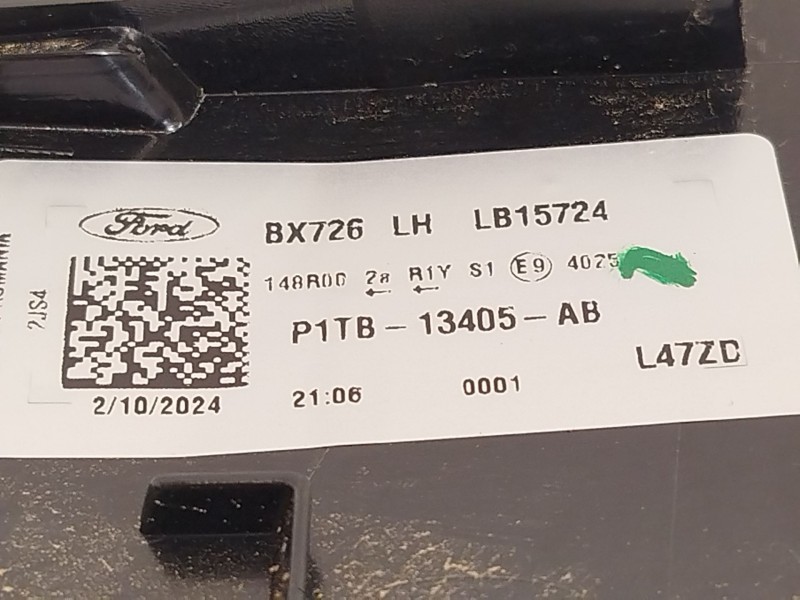 Ford BX726 LH LB15724
148R00 2a R1Y S1 E9 4025
P1TB-13405-AB
L47ZD
2/10/2024 21:06 0001
2JS4